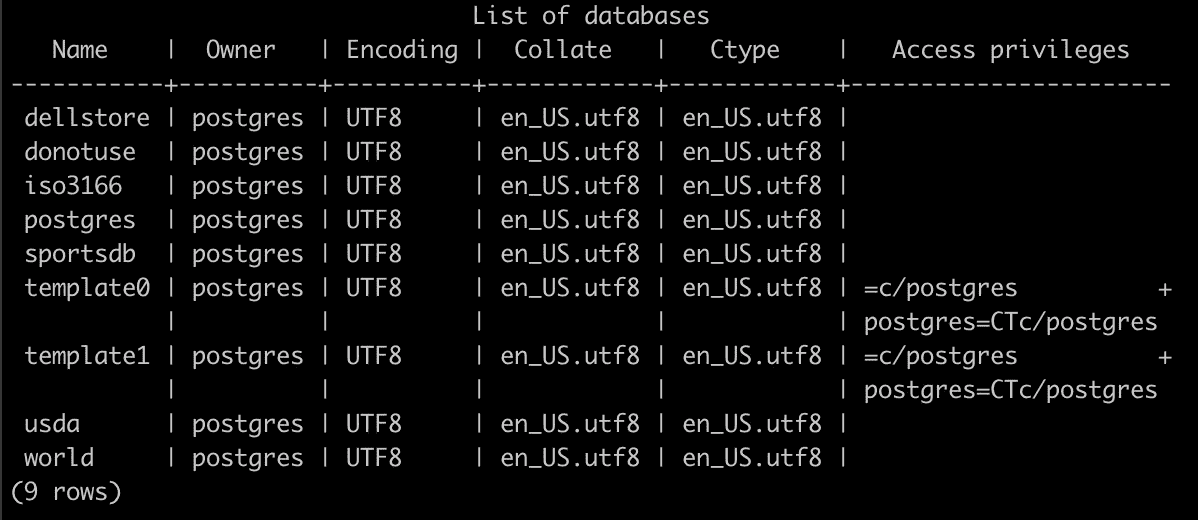 List of databases
   Name    |  Owner   | Encoding |  Collate   |   Ctype    |   Access privileges
-----------+----------+----------+------------+------------+-----------------------
 dellstore | postgres | UTF8     | en_US.utf8 | en_US.utf8 |
 donotuse  | postgres | UTF8     | en_US.utf8 | en_US.utf8 |
 iso3166   | postgres | UTF8     | en_US.utf8 | en_US.utf8 |
 postgres  | postgres | UTF8     | en_US.utf8 | en_US.utf8 |
 sportsdb  | postgres | UTF8     | en_US.utf8 | en_US.utf8 |
 template0 | postgres | UTF8     | en_US.utf8 | en_US.utf8 | =c/postgres          +
           |          |          |            |            | postgres=CTc/postgres
 template1 | postgres | UTF8     | en_US.utf8 | en_US.utf8 | =c/postgres          +
           |          |          |            |            | postgres=CTc/postgres
 usda      | postgres | UTF8     | en_US.utf8 | en_US.utf8 |
 world     | postgres | UTF8     | en_US.utf8 | en_US.utf8 |
(9 rows)